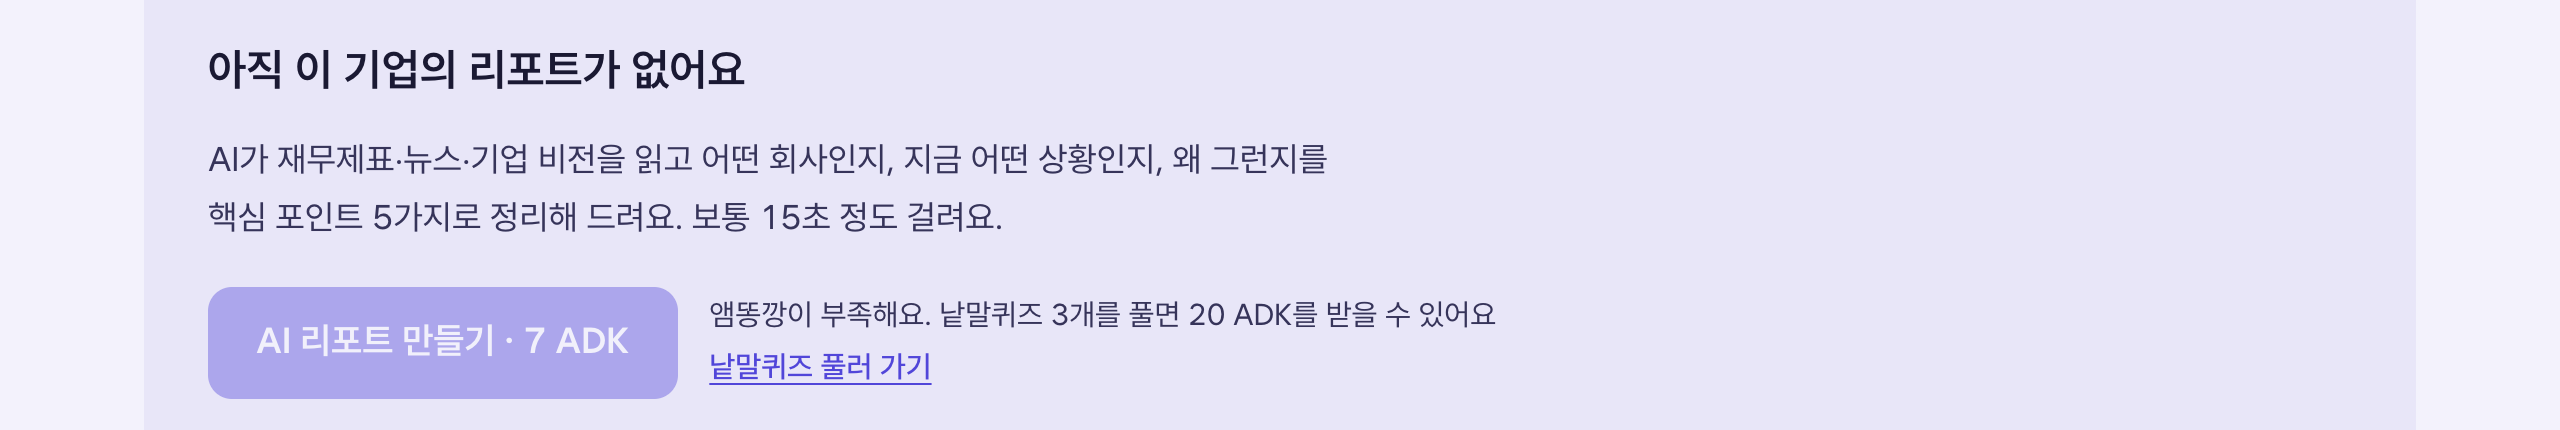 아직 이 기업의 리포트가 없어요
AI가 재무제표·뉴스·기업 비전을 읽고 어떤 회사인지, 지금 어떤 상황인지, 왜 그런지를
핵심 포인트 5가지로 정리해 드려요. 보통 15초 정도 걸려요.
AI 리포트 만들기 · 7 ADK
앰똥깡이 부족해요. 낱말퀴즈 3개를 풀면 20 ADK를 받을 수 있어요
낱말퀴즈 풀러 가기